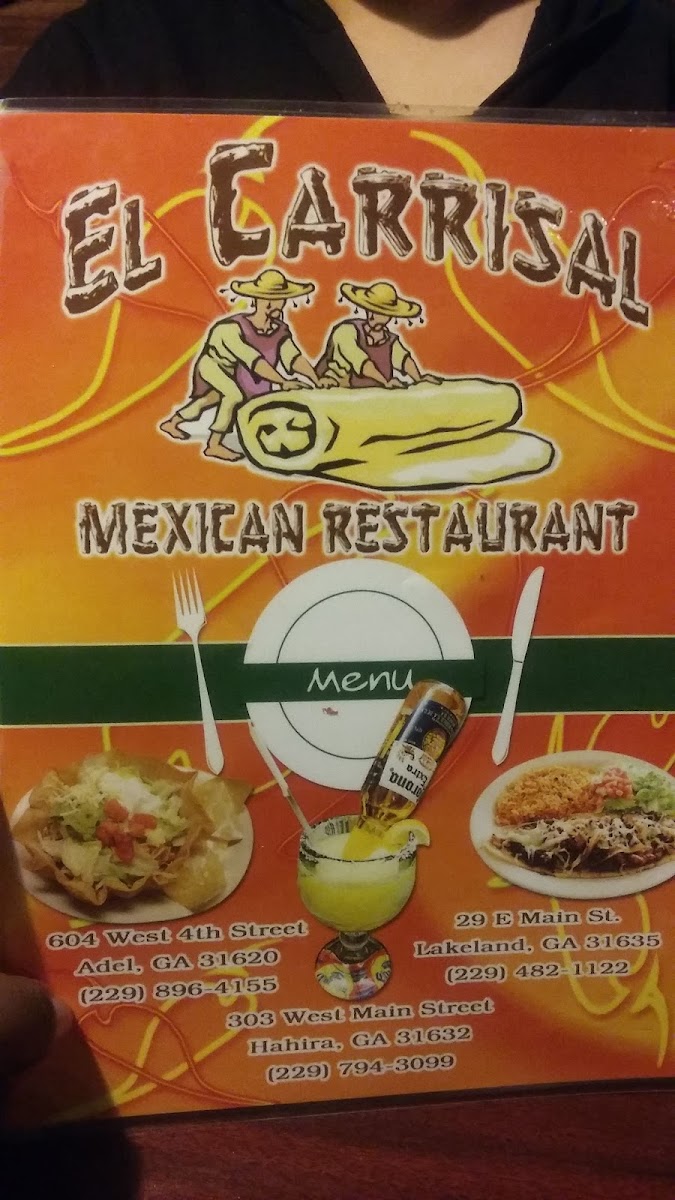 El Carrisal
Mexican Restaurant
Menu
Corona
Extra
604 West 4th Street
Adel, GA 31620
(229) 896-4155
29 E Main St.
Lakeland, GA 31635
(229) 482-1122
303 West Main Street
Hahira, GA 31632
(229) 794-3099